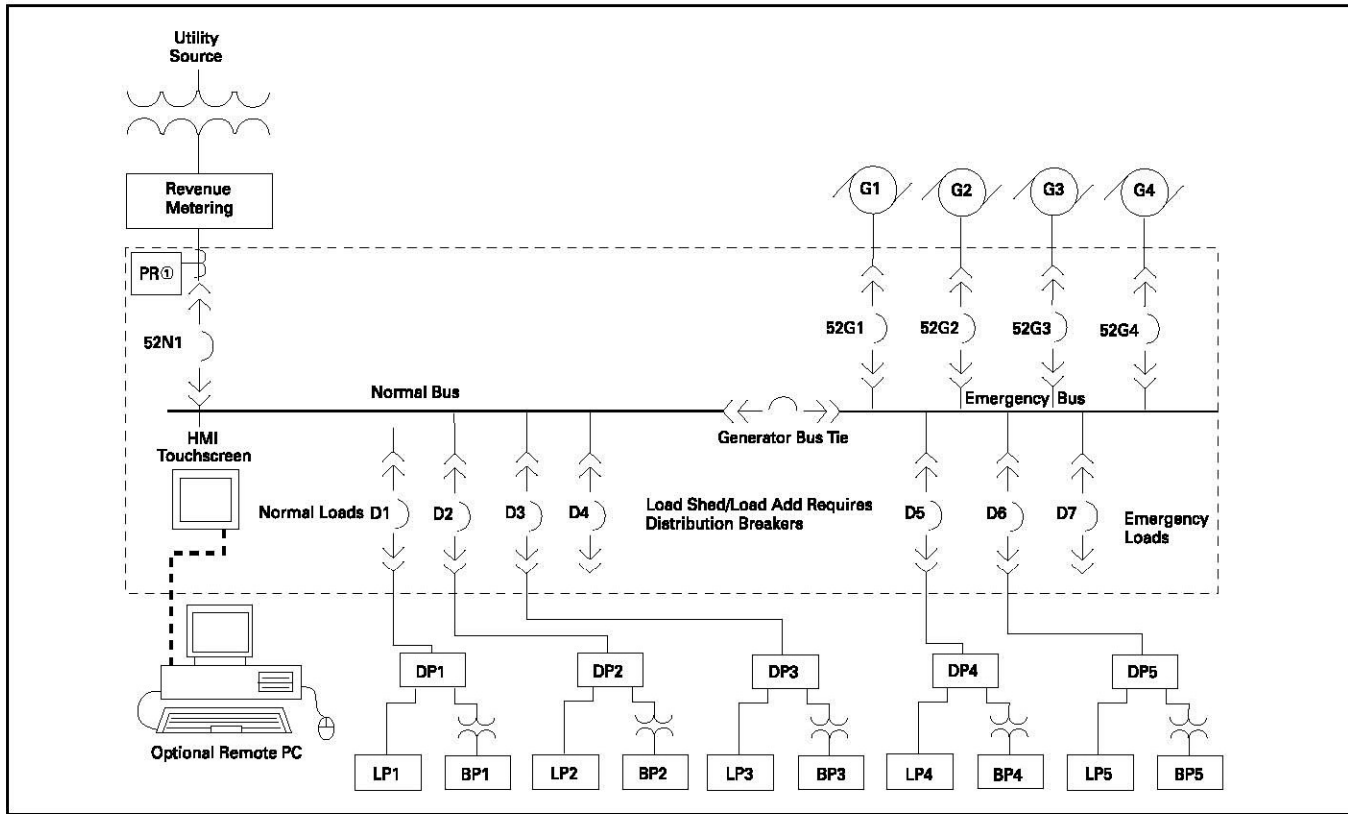 Utility
Source
Revenue
Metering
G1 G2 G3 G4
PR①
52N1
52G1 52G2 52G3 52G4
Normal Bus
Emergency Bus
Generator Bus Tie
HMI
Touchscreen
Normal Loads D1 D2 D3 D4
Load Shed/Load Add Requires
Distribution Breakers
D5 D6 D7
Emergency
Loads
DP1 DP2 DP3 DP4 DP5
Optional Remote PC
LP1 BP1 LP2 BP2 LP3 BP3 LP4 BP4 LP5 BP5